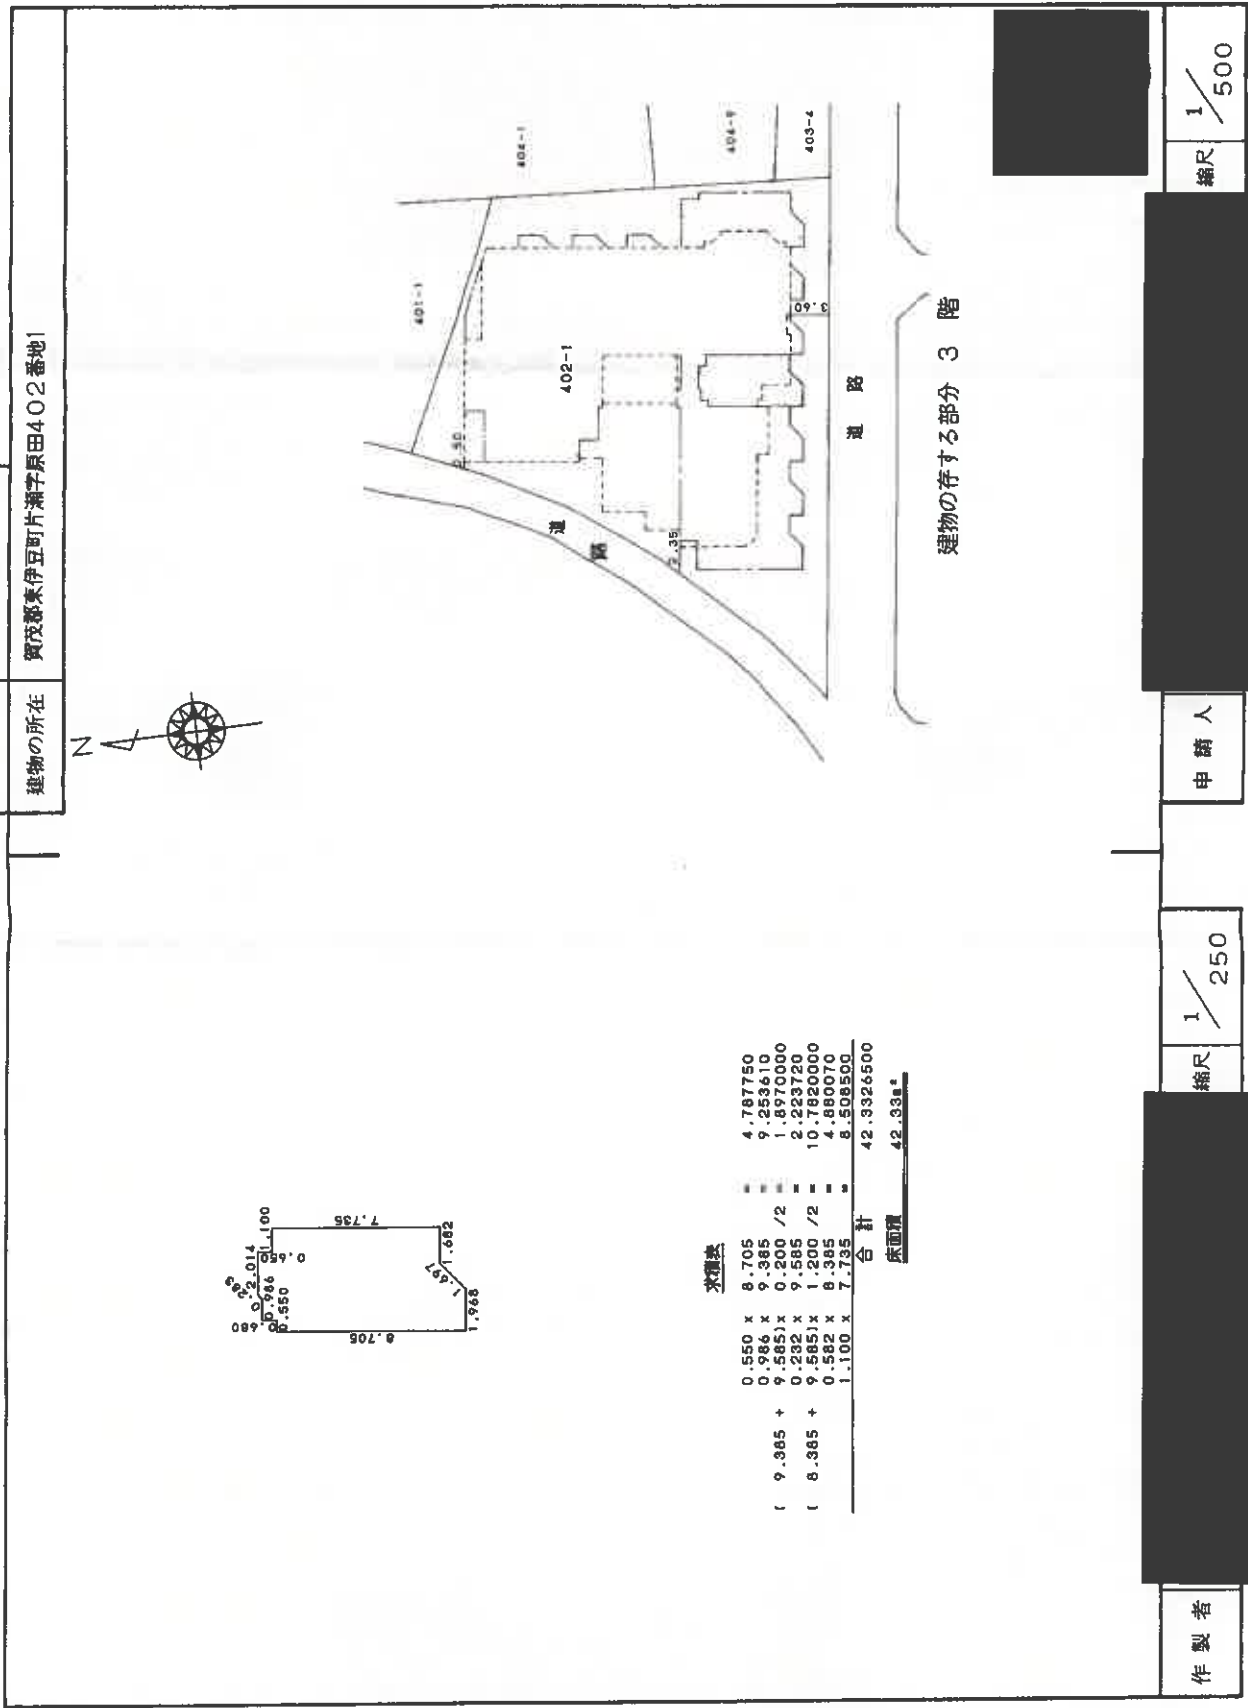 建物の所在 賀茂郡東伊豆町片瀬字原田402番地1
N
0.680
0.283
2.014
1.100
0.986
0.550
0.650
8.705
7.735
1.968
1.697
1.682
求積表
0.550 x 8.705 = 4.787750
0.986 x 9.385 = 9.253610
( 9.385 + 9.585)x 0.200 /2 = 1.8970000
0.232 x 9.585 = 2.223720
( 8.385 + 9.585)x 1.200 /2 = 10.7820000
0.582 x 8.385 = 4.880070
1.100 x 7.735 = 8.508500
合計 42.3326500
床面積 42.33㎡
401-1
404-1
404-9
403-4
402-1
2.50
2.35
3.60
道路
道路
建物の存する部分 3 階
作製者
縮尺 1/250
申請人
縮尺 1/500